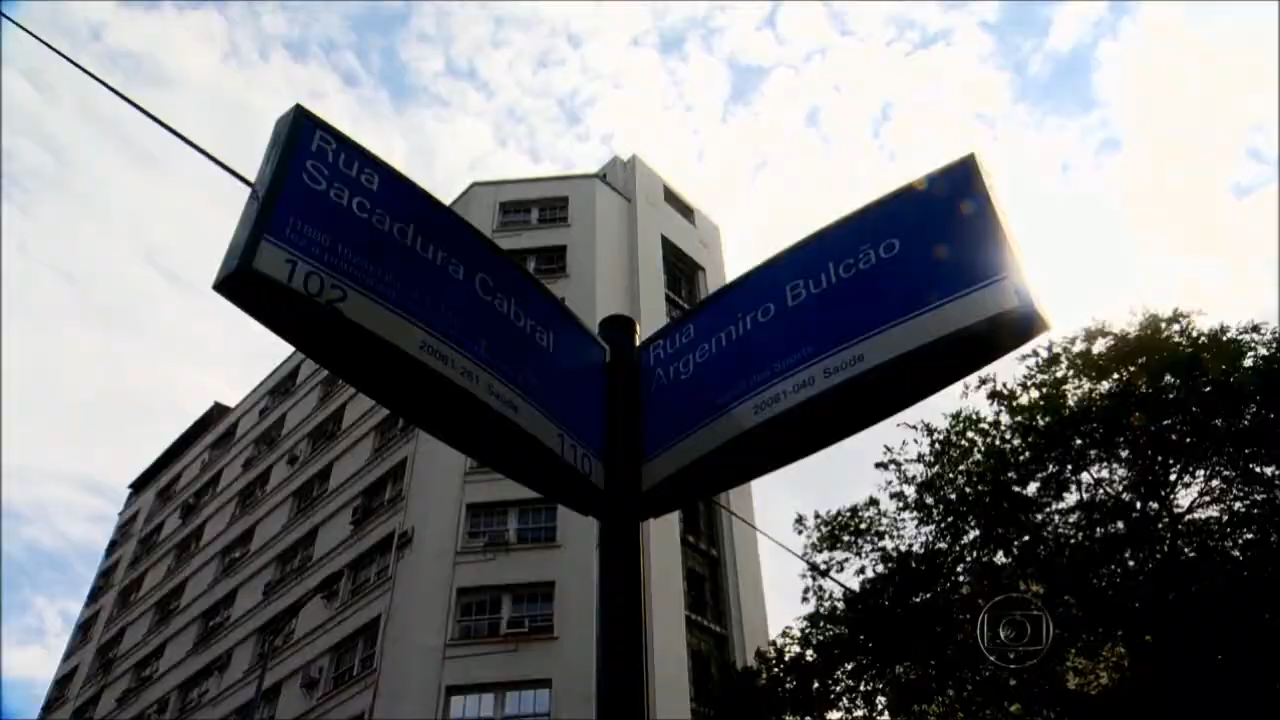 Rua
Sacadura Cabral
102
20081-261 Saúde
110
Rua
Argemiro Bulcão
20081-040 Saúde